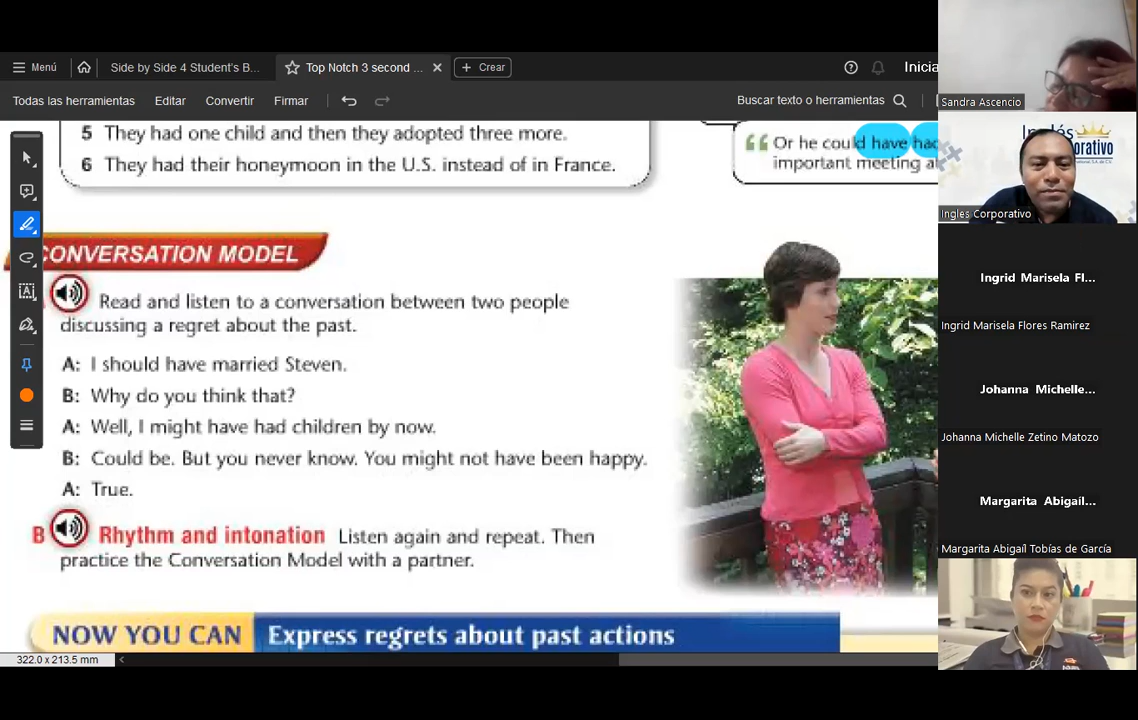 Menú
Side by Side 4 Student's B...
Top Notch 3 second ...
Crear
Inicia
Todas las herramientas
Editar
Convertir
Firmar
Buscar texto o herramientas
5 They had one child and then they adopted three more.
6 They had their honeymoon in the U.S. instead of in France.
Or he could have had
important meeting a
CONVERSATION MODEL
Read and listen to a conversation between two people
discussing a regret about the past.
A: I should have married Steven.
B: Why do you think that?
A: Well, I might have had children by now.
B: Could be. But you never know. You might not have been happy.
A: True.
B Rhythm and intonation Listen again and repeat. Then
practice the Conversation Model with a partner.
NOW YOU CAN Express regrets about past actions
322.0 x 213.5 mm
Sandra Ascencio
Inglés
Ingles Corporativo
Ingrid Marisela Fl...
Ingrid Marisela Flores Ramirez
Johanna Michelle...
Johanna Michelle Zetino Matozo
Margarita Abigaíl...
Margarita Abigaíl Tobías de García